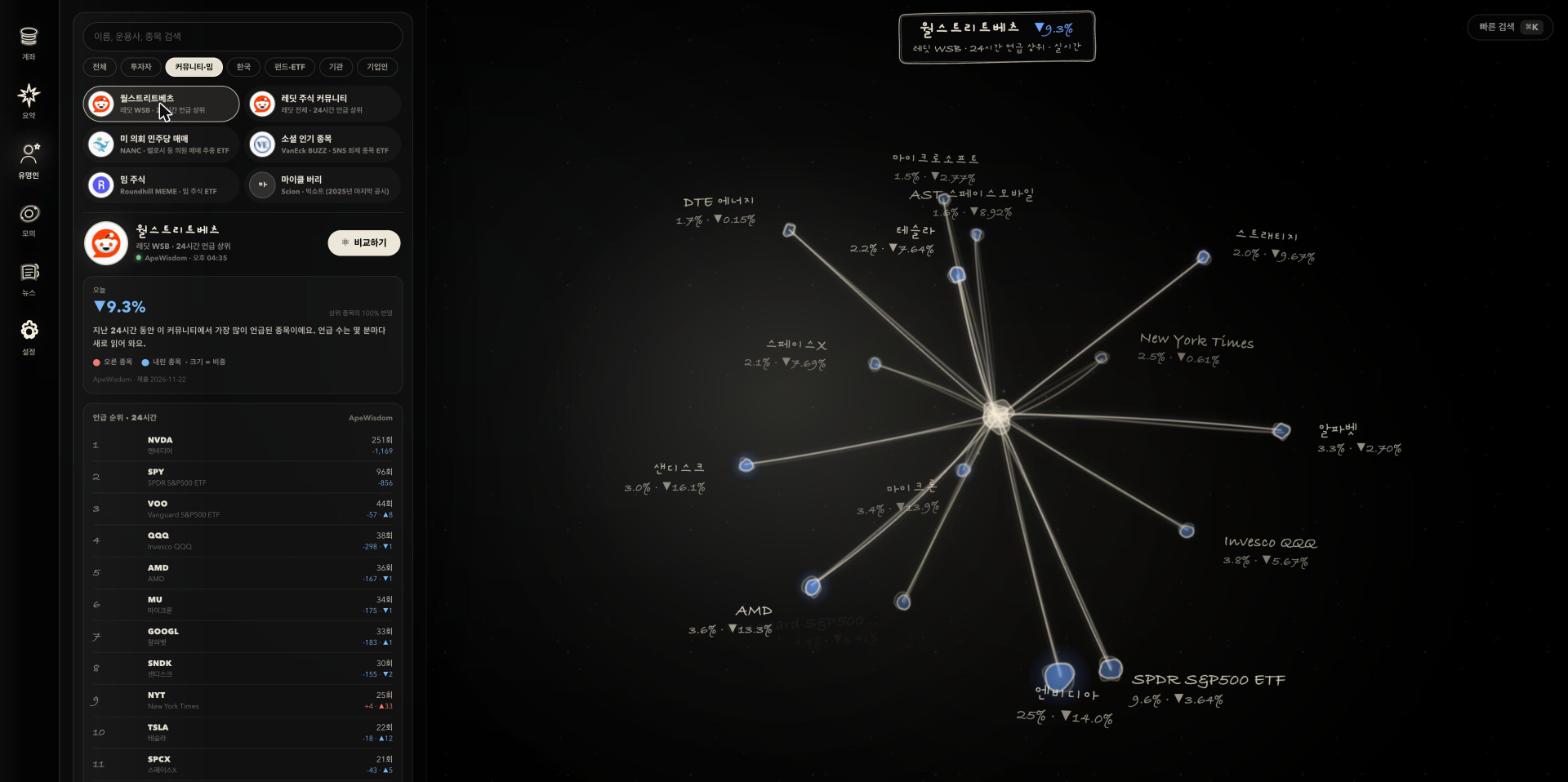 계좌
요약
유명인
모의
뉴스
설정
이름, 운용사, 종목 검색
전체
투자자
커뮤니티·밈
한국
펀드·ETF
기관
기업인
월스트리트베츠
레딧 WSB · 24시간 언급 상위
레딧 주식 커뮤니티
레딧 전체 · 24시간 언급 상위
미 의회 민주당 매매
NANC · 펠로시 등 의원 매매 추종 ETF
소셜 인기 종목
VanEck BUZZ · SNS 화제 종목 ETF
밈 주식
Roundhill MEME · 밈 주식 ETF
마이클 버리
Scion · 빅쇼트 (2025년 마지막 공시)
월스트리트베츠
레딧 WSB · 24시간 언급 상위
ApeWisdom · 오후 04:35
비교하기
오늘
▼9.3%
상위 종목의 100% 반영
지난 24시간 동안 이 커뮤니티에서 가장 많이 언급된 종목이에요. 언급 수는 몇 분마다
새로 읽어 와요.
오른 종목 내린 종목 · 크기 = 비중
ApeWisdom · 제출 2026-11-22
언급 순위 · 24시간 ApeWisdom
1 NVDA 251회
엔비디아 -1,169
2 SPY 96회
SPDR S&P500 ETF -856
3 VOO 44회
Vanguard S&P500 ETF -57 · ▲8
4 QQQ 38회
Invesco QQQ -298 · ▼1
5 AMD 36회
AMD -167 · ▼1
6 MU 34회
마이크론 -175 · ▼1
7 GOOGL 33회
알파벳 -183 · ▲1
8 SNDK 30회
샌디스크 -155 · ▼2
9 NYT 25회
New York Times +4 · ▲33
10 TSLA 22회
테슬라 -18 · ▲12
11 SPCX 21회
스페이스X -43 · ▲5
월스트리트베츠 ▼9.3%
레딧 WSB · 24시간 언급 상위 · 실시간
빠른 검색 ⌘K
마이크로소프트
1.5% · ▼2.77%
AST 스페이스모바일
1.6% · ▼8.92%
DTE 에너지
1.7% · ▼0.15%
테슬라
2.2% · ▼7.64%
스트래티지
2.0% · ▼9.67%
스페이스X
2.1% · ▼7.69%
New York Times
2.5% · ▼0.61%
알파벳
3.3% · ▼2.70%
샌디스크
3.0% · ▼16.1%
마이크론
3.4% · ▼13.9%
Invesco QQQ
3.8% · ▼5.67%
AMD
3.6% · ▼13.3%
엔비디아
25% · ▼14.0%
SPDR S&P500 ETF
9.6% · ▼3.64%